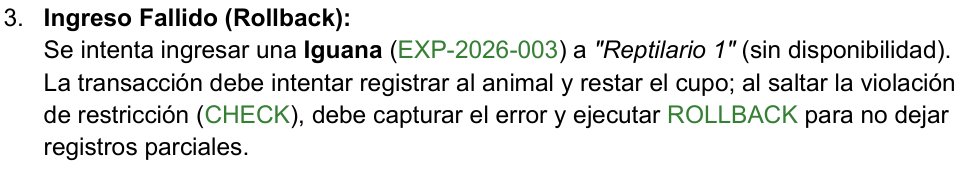 3. Ingreso Fallido (Rollback):
Se intenta ingresar una Iguana (EXP-2026-003) a "Reptilario 1" (sin disponibilidad).
La transacción debe intentar registrar al animal y restar el cupo; al saltar la violación
de restricción (CHECK), debe capturar el error y ejecutar ROLLBACK para no dejar
registros parciales.